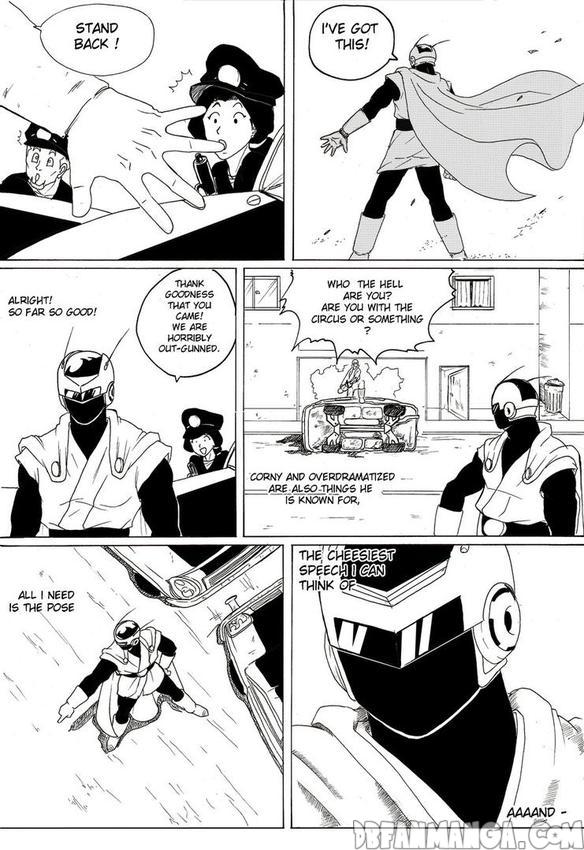 STAND
BACK !
I'VE GOT
THIS!
ALRIGHT!
SO FAR SO GOOD!
THANK
GOODNESS
THAT YOU
CAME!
WE ARE
HORRIBLY
OUT-GUNNED.
WHO THE HELL
ARE YOU?
ARE YOU WITH THE
CIRCUS OR SOMETHING
?
CORNY AND OVERDRAMATIZED
ARE ALSO THINGS HE
IS KNOWN FOR,
ALL I NEED
IS THE POSE
THE CHEESIEST
SPEECH I CAN
THINK OF
AAAAND -
DBFANMANGA.COM